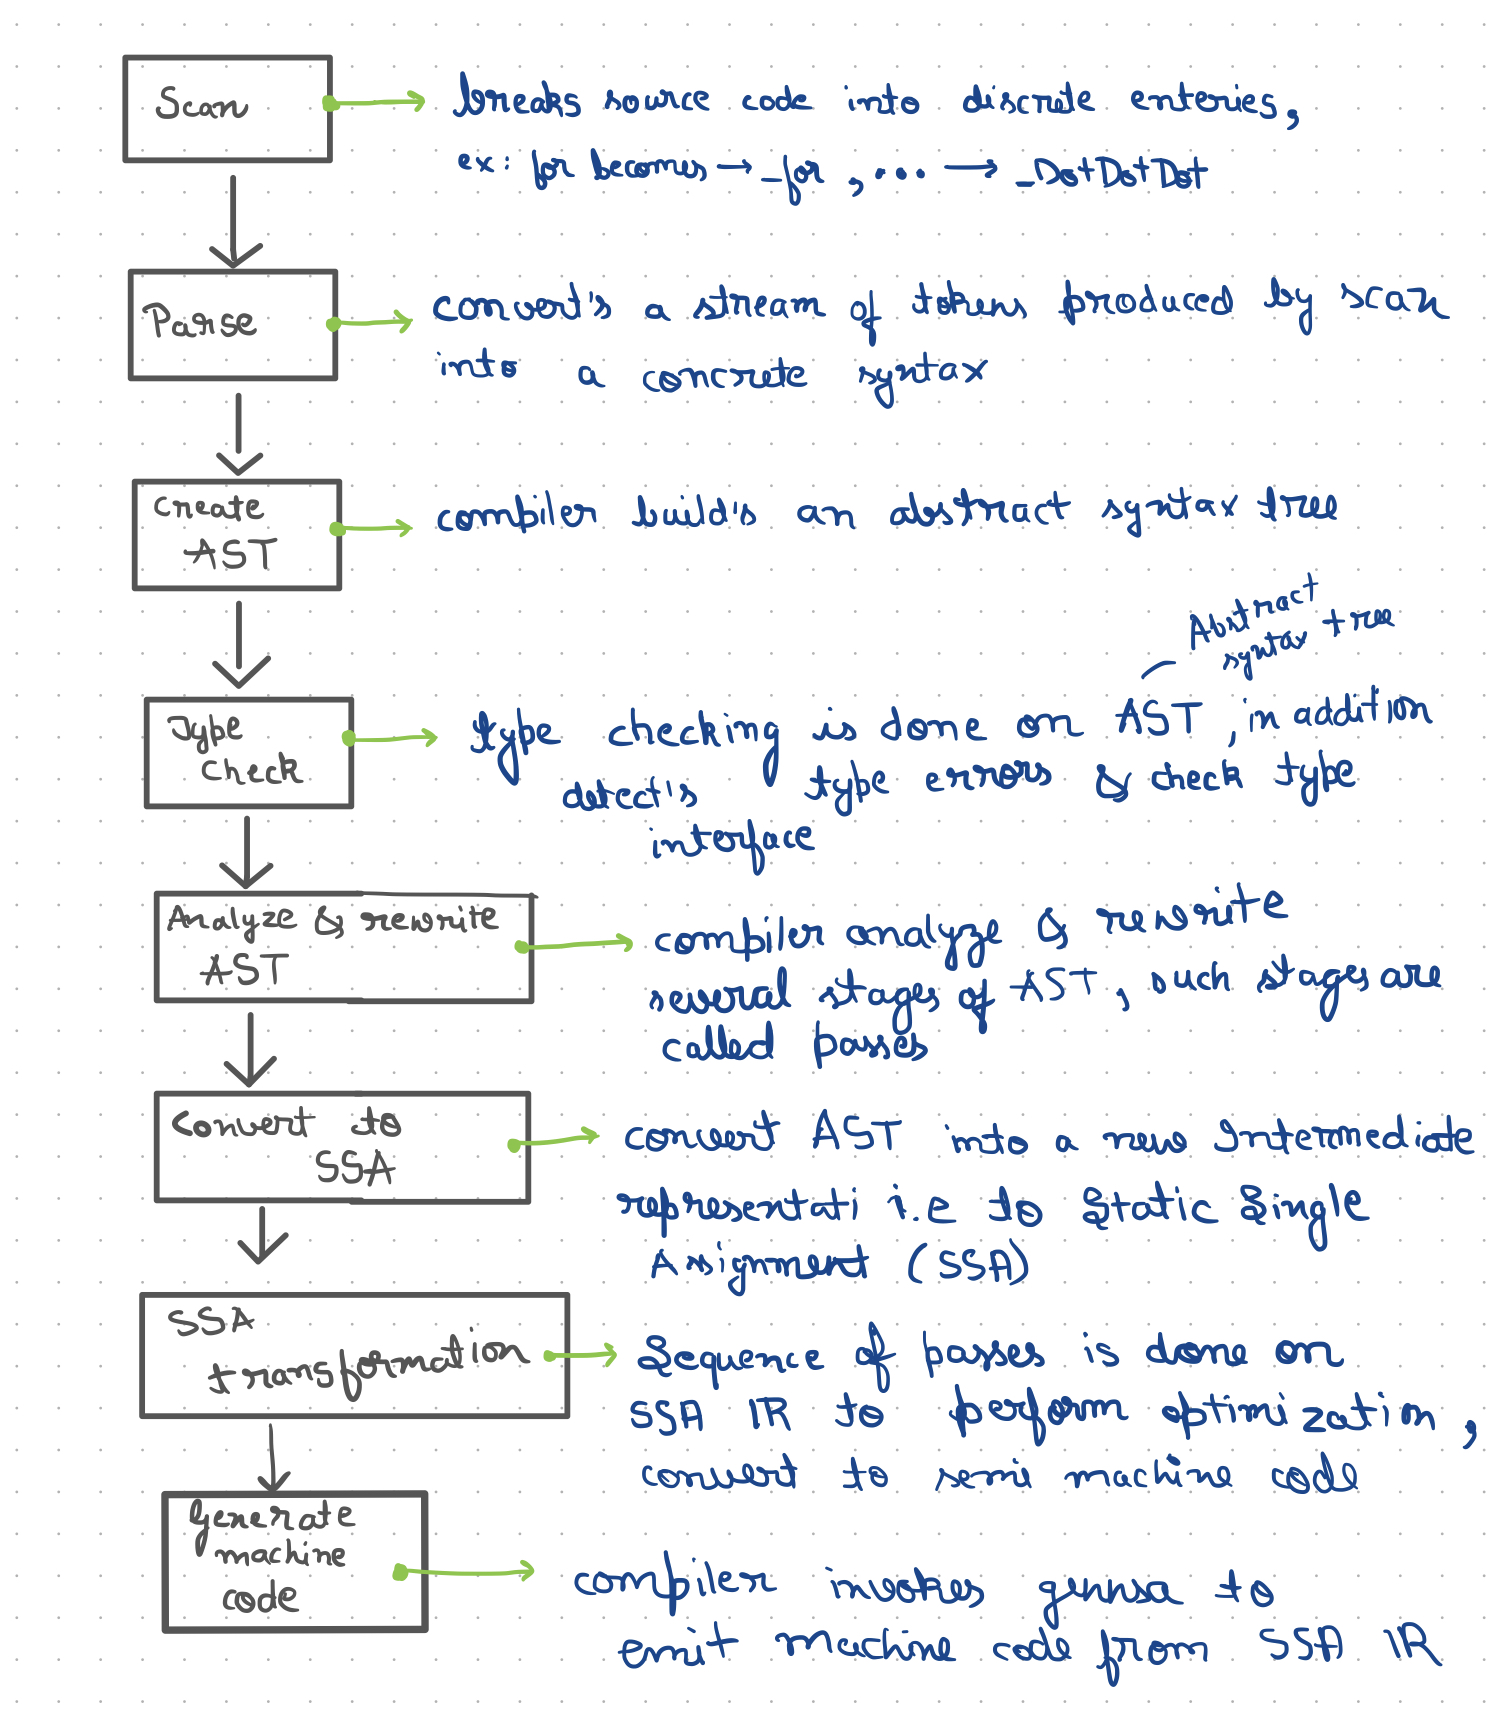 Scan
breaks source code into discrete enteries,
ex: for becomes → _for , ... → _DotDotDot
Parse
convert's a stream of tokens produced by scan
into a concrete syntax
Create
AST
compiler build's an abstract syntax tree
Abstract
syntax tree
Type
check
type checking is done on AST, in addition
detect's type errors & check type
interface
Analyze & rewrite
AST
compiler analyze & rewrite
several stages of AST, such stages are
called passes
Convert to
SSA
convert AST into a new Intermediate
representati i.e to Static Single
Assignment (SSA)
SSA
transformation
Sequence of passes is done on
SSA IR to perform optimization,
convert to semi machine code
Generate
machine
code
compiler invokes genssa to
emit machine code from SSA IR